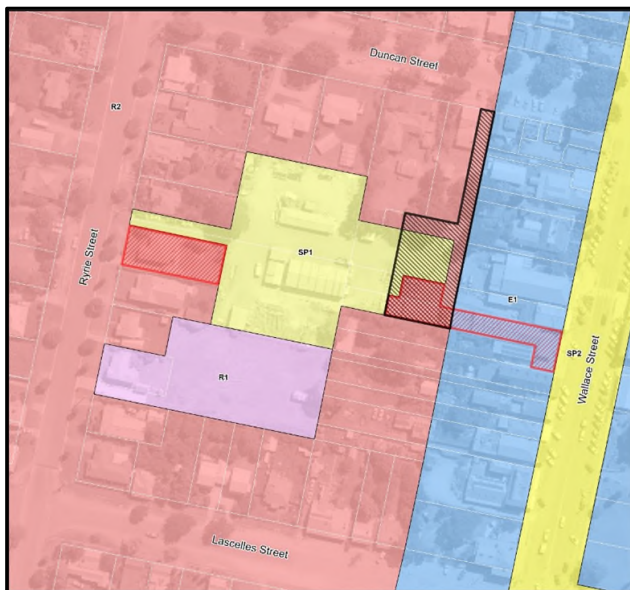 Duncan Street
R2
Ryrie Street
SP1
E1
SP2
Wallace Street
R1
Lascelles Street